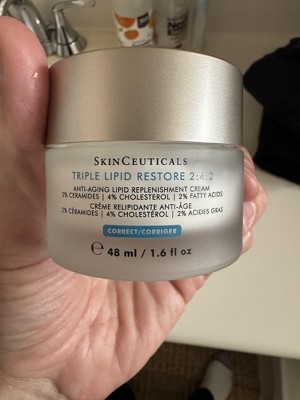 SKINCEUTICALS
TRIPLE LIPID RESTORE 2:4:2
ANTI-AGING LIPID REPLENISHMENT CREAM
2% CERAMIDES | 4% CHOLESTEROL | 2% FATTY ACIDS
CRÈME RELIPIDANTE ANTI-ÂGE
2% CÉRAMIDES | 4% CHOLESTÉROL | 2% ACIDES GRAS
CORRECT/CORRIGER
℮ 48 ml / 1.6 fl oz